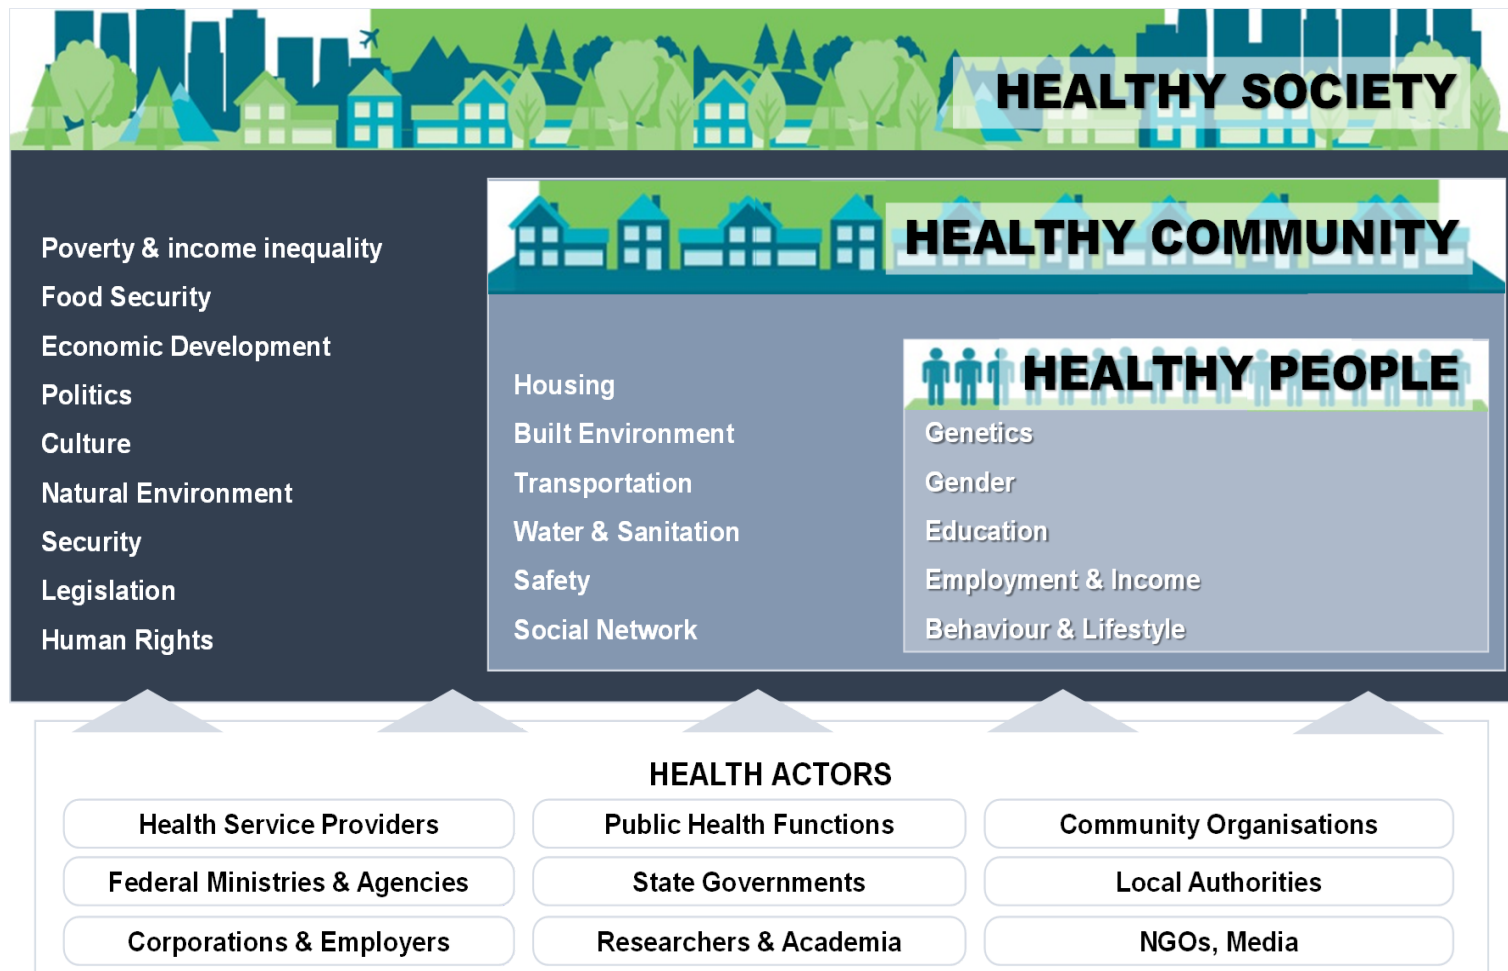 HEALTHY SOCIETY
Poverty & income inequality
Food Security
Economic Development
Politics
Culture
Natural Environment
Security
Legislation
Human Rights
HEALTHY COMMUNITY
Housing
Built Environment
Transportation
Water & Sanitation
Safety
Social Network
HEALTHY PEOPLE
Genetics
Gender
Education
Employment & Income
Behaviour & Lifestyle
HEALTH ACTORS
Health Service Providers
Public Health Functions
Community Organisations
Federal Ministries & Agencies
State Governments
Local Authorities
Corporations & Employers
Researchers & Academia
NGOs, Media